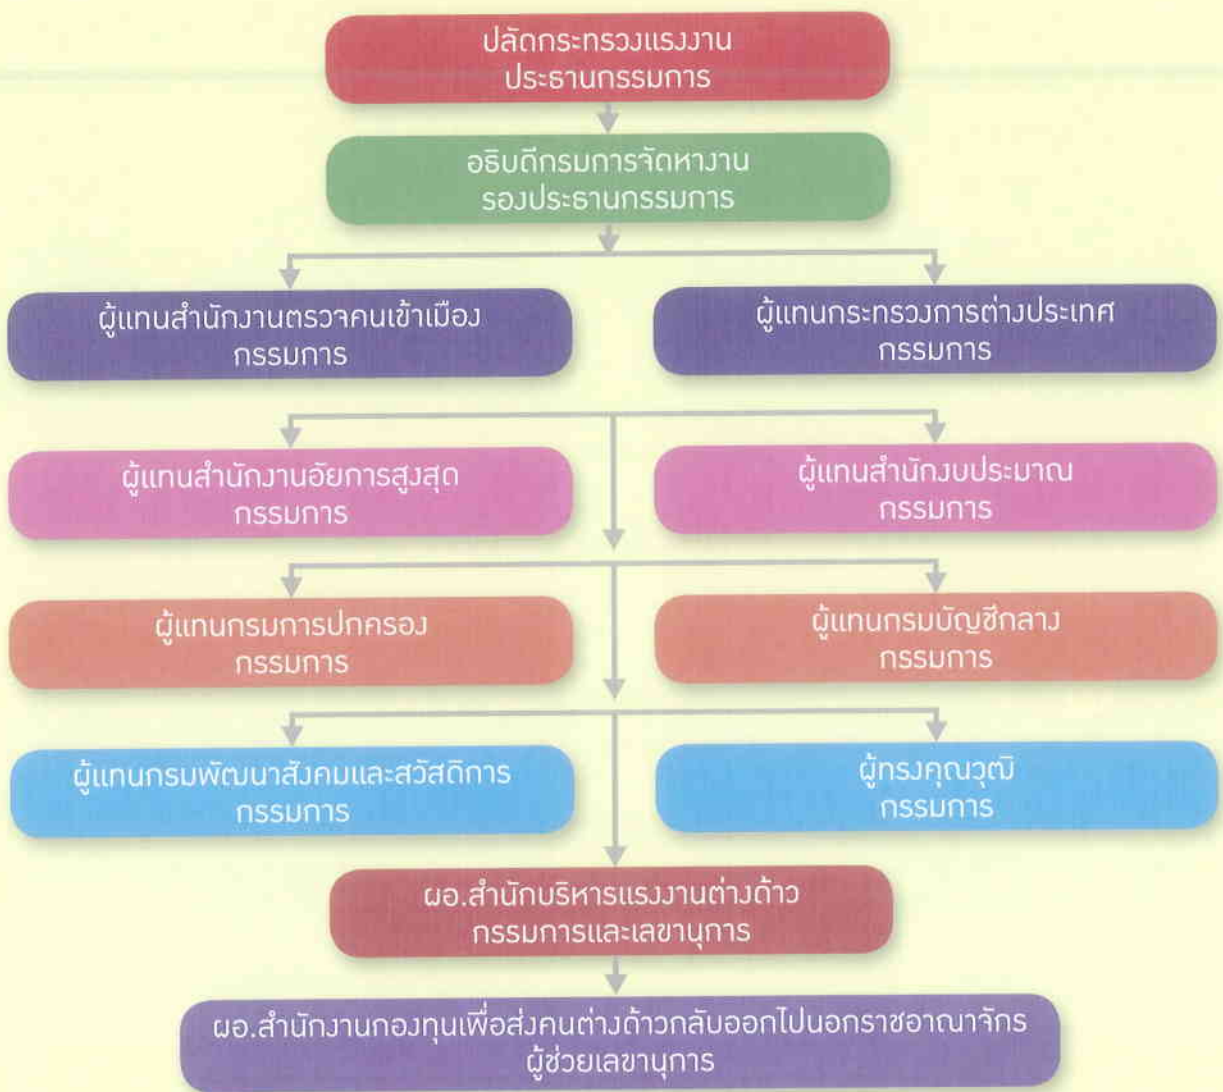 ปลัดกระทรวงแรงงาน
ประธานกรรมการ
อธิบดีกรมการจัดหางาน
รองประธานกรรมการ
ผู้แทนสำนักงานตรวจคนเข้าเมือง
กรรมการ
ผู้แทนกระทรวงการต่างประเทศ
กรรมการ
ผู้แทนสำนักงานอัยการสูงสุด
กรรมการ
ผู้แทนสำนักงบประมาณ
กรรมการ
ผู้แทนกรมการปกครอง
กรรมการ
ผู้แทนกรมบัญชีกลาง
กรรมการ
ผู้แทนกรมพัฒนาสังคมและสวัสดิการ
กรรมการ
ผู้ทรงคุณวุฒิ
กรรมการ
ผอ.สำนักบริหารแรงงานต่างด้าว
กรรมการและเลขานุการ
ผอ.สำนักงานกองทุนเพื่อส่งคนต่างด้าวกลับออกไปนอกราชอาณาจักร
ผู้ช่วยเลขานุการ